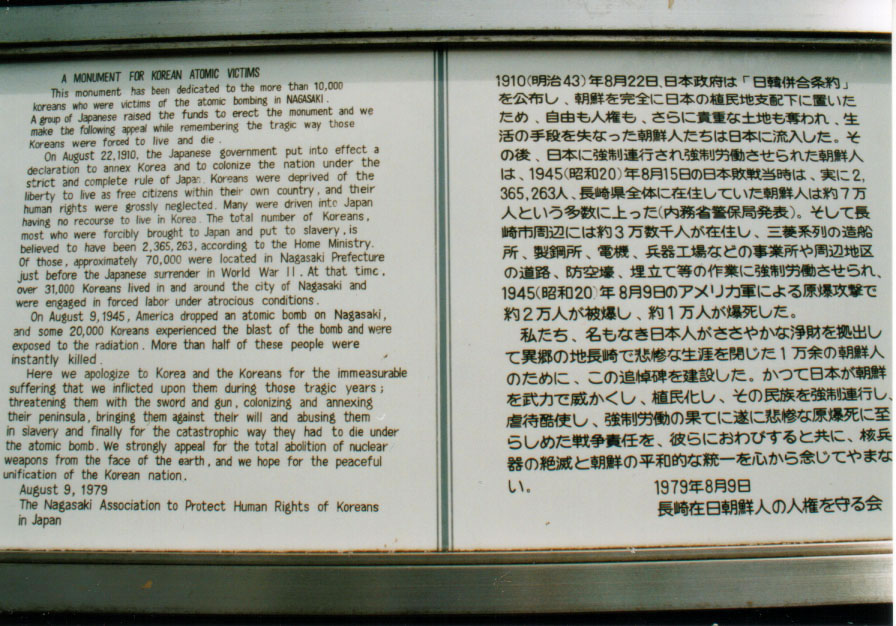 A MONUMENT FOR KOREAN ATOMIC VICTIMS
This monument has been dedicated to the more than 10,000
koreans who were victims of the atomic bombing in NAGASAKI.
A group of Japanese raised the funds to erect the monument and we
make the following appeal while remembering the tragic way those
Koreans were forced to live and die.
On August 22,1910, the Japanese government put into effect a
declaration to annex Korea and to colonize the nation under the
strict and complete rule of Japan. Koreans were deprived of the
liberty to live as free citizens within their own country, and their
human rights were grossly neglected. Many were driven into Japan
having no recourse to live in Korea. The total number of Koreans,
most who were forcibly brought to Japan and put to slavery, is
believed to have been 2,365,263, according to the Home Ministry.
Of those, approximately 70,000 were located in Nagasaki Prefecture
just before the Japanese surrender in World War II. At that time,
over 31,000 Koreans lived in and around the city of Nagasaki and
were engaged in forced labor under atrocious conditions.
On August 9,1945, America dropped an atomic bomb on Nagasaki,
and some 20,000 Koreans experienced the blast of the bomb and were
exposed to the radiation. More than half of these people were
instantly killed.
Here we apologize to Korea and the Koreans for the immeasurable
suffering that we inflicted upon them during those tragic years;
threatening them with the sword and gun, colonizing and annexing
their peninsula, bringing them against their will and abusing them
in slavery and finally for the catastrophic way they had to die under
the atomic bomb. We strongly appeal for the total abolition of nuclear
weapons from the face of the earth, and we hope for the peaceful
unification of the Korean nation.
August 9, 1979
The Nagasaki Association to Protect Human Rights of Koreans
in Japan
1910(明治43)年8月22日、日本政府は「日韓併合条約」
を公布し、朝鮮を完全に日本の植民地支配下に置いた
ため、自由も人権も、さらに貴重な土地も奪われ、生
活の手段を失なった朝鮮人たちは日本に流入した。そ
の後、日本に強制連行され強制労働させられた朝鮮人
は、1945(昭和20)年8月15日の日本敗戦当時は、実に2,
365,263人、長崎県全体に在住していた朝鮮人は約7万
人という多数に上った(内務省警保局発表)。そして長
崎市周辺には約3万数千人が在住し、三菱系列の造船
所、製鋼所、電機、兵器工場などの事業所や周辺地区
の道路、防空壕、埋立て等の作業に強制労働させられ、
1945(昭和20)年8月9日のアメリカ軍による原爆攻撃で
約2万人が被爆し、約1万人が爆死した。
私たち、名もなき日本人がささやかな浄財を拠出し
て異郷の地長崎で悲惨な生涯を閉じた1万余の朝鮮人
のために、この追悼碑を建設した。かつて日本が朝鮮
を武力で威かくし、植民化し、その民族を強制連行し、
虐待酷使し、強制労働の果てに遂に悲惨な原爆死に至
らしめた戦争責任を、彼らにおわびすると共に、核兵
器の絶滅と朝鮮の平和的な統一を心から念じてやまな
い。
1979年8月9日
長崎在日朝鮮人の人権を守る会